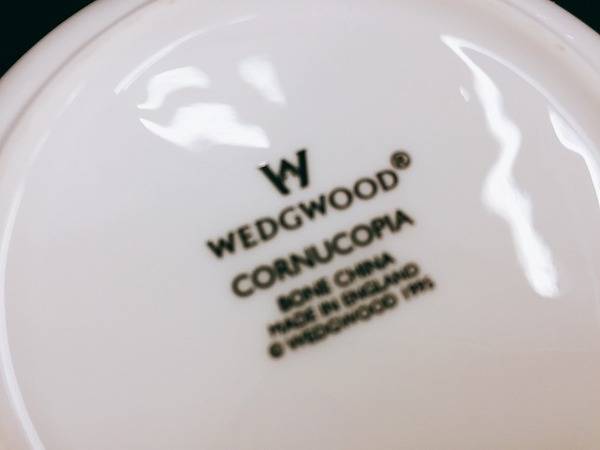 W
WEDGWOOD®
CORNUCOPIA
BONE CHINA
MADE IN ENGLAND
© WEDGWOOD 1995